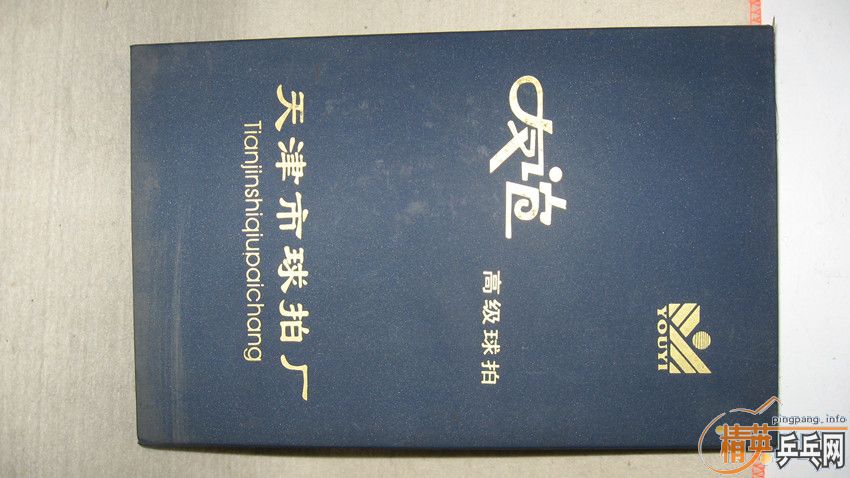 YOUYI
友谊
高级球拍
天津市球拍厂
Tianjinshiqiupaichang
pingpang.info
精英乒乓网